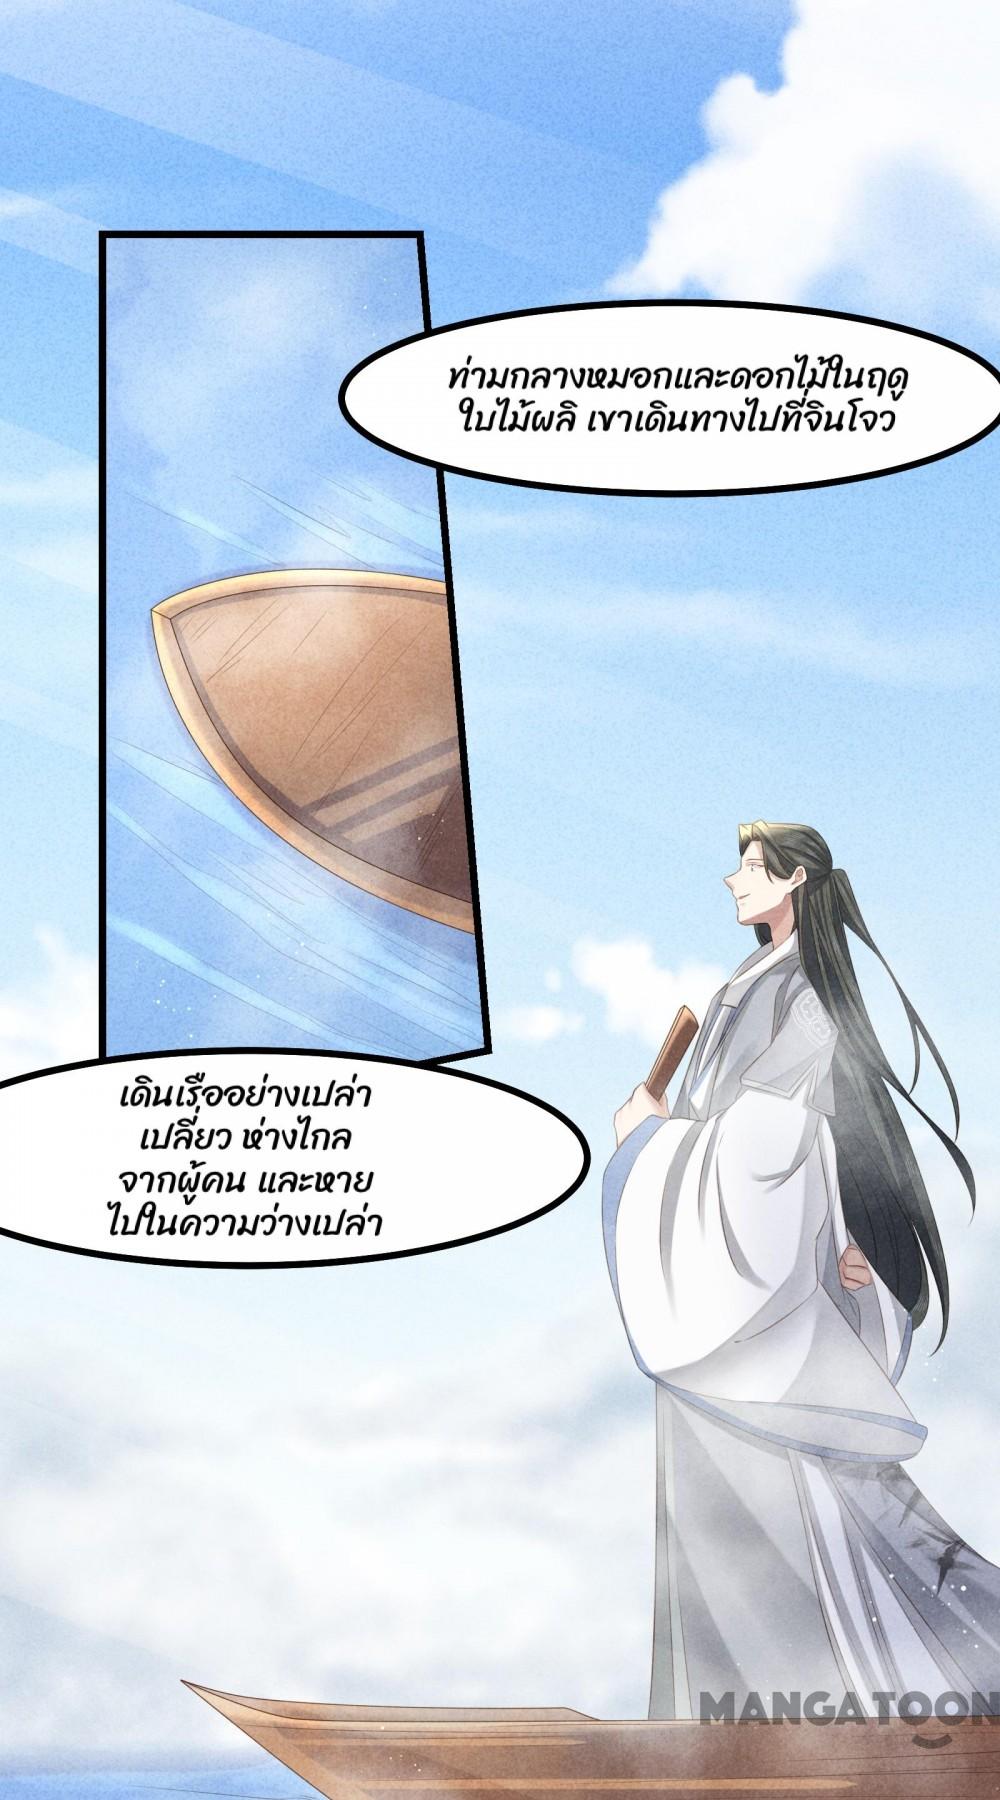 ท่ามกลางหมอกและดอกไม้ในฤดู
ใบไม้ผลิ เขาเดินทางไปที่จินโจว
เดินเรืออย่างเปล่า
เปลี่ยว ห่างไกล
จากผู้คน และหาย
ไปในความว่างเปล่า
MANGATOON